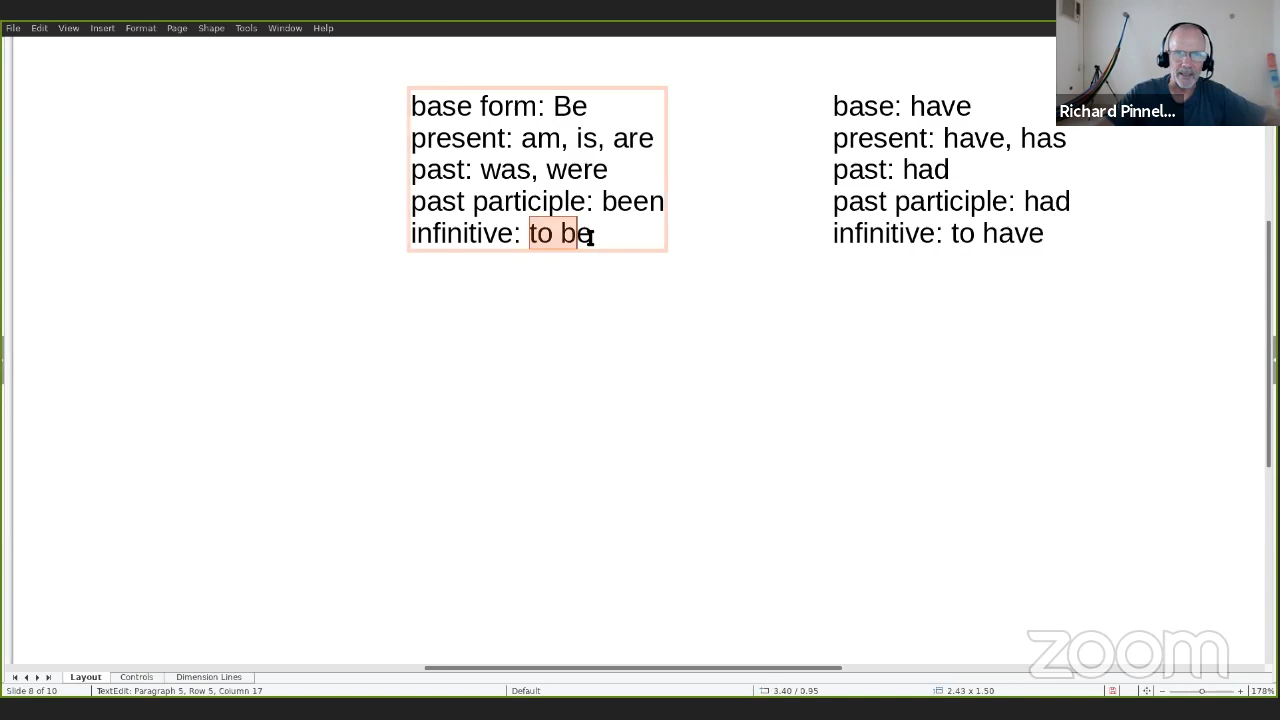 File Edit View Insert Format Page Shape Tools Window Help
base form: Be
present: am, is, are
past: was, were
past participle: been
infinitive: to be
base: have
present: have, has
past: had
past participle: had
infinitive: to have
Richard Pinnel...
zoom
Layout Controls Dimension Lines
Slide 8 of 10 TextEdit: Paragraph 5, Row 5, Column 17 Default 3.40 / 0.95 2.43 x 1.50 178%